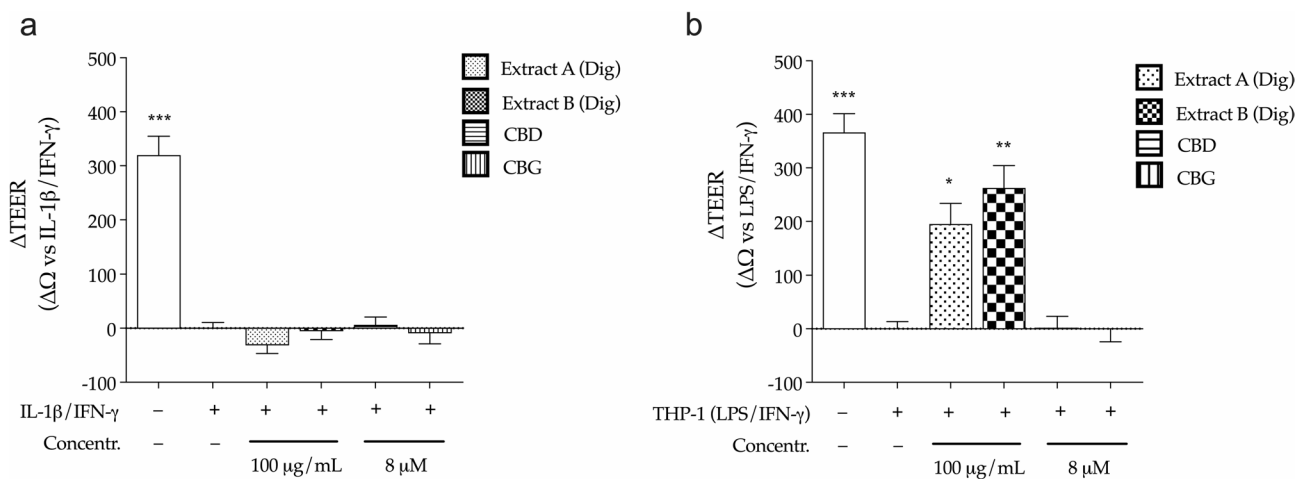 a
500
400
300
200
100
0
-100
ΔTEER
(ΔΩ vs IL-1β/IFN-γ)
***
Extract A (Dig)
Extract B (Dig)
CBD
CBG
IL-1β/IFN-γ – + + + + +
Concentr. – – 100 μg/mL 8 μM
b
500
400
300
200
100
0
-100
ΔTEER
(ΔΩ vs LPS/IFN-γ)
***
*
**
Extract A (Dig)
Extract B (Dig)
CBD
CBG
THP-1 (LPS/IFN-γ) – + + + + +
Concentr. – – 100 μg/mL 8 μM